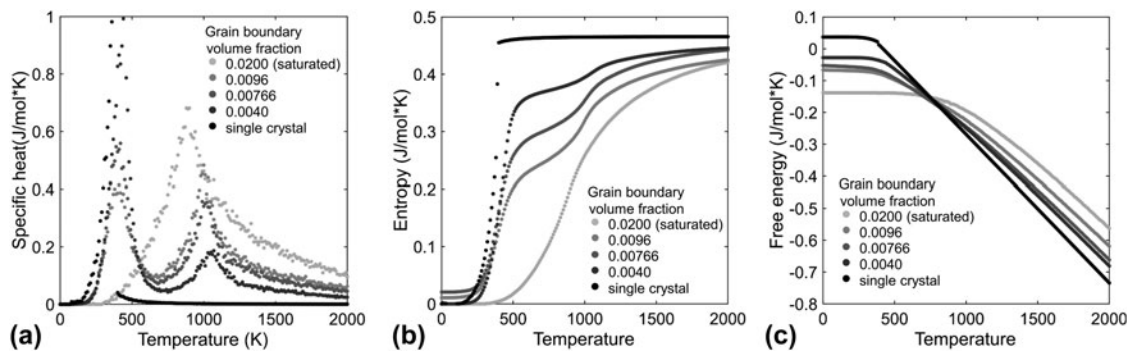 Specific heat(J/mol*K)
1
0.8
0.6
0.4
0.2
0
Grain boundary
volume fraction
0.0200 (saturated)
0.0096
0.00766
0.0040
single crystal
0
500
1000
1500
2000
(a)
Temperature (K)
Entropy (J/mol*K)
0.5
0.4
0.3
0.2
0.1
0
Grain boundary
volume fraction
0.0200 (saturated)
0.0096
0.00766
0.0040
single crystal
0
500
1000
1500
2000
(b)
Temperature
Free energy (J/mol*K)
0.1
0
-0.1
-0.2
-0.3
-0.4
-0.5
-0.6
-0.7
-0.8
Grain boundary
volume fraction
0.0200 (saturated)
0.0096
0.00766
0.0040
single crystal
0
500
1000
1500
2000
(c)
Temperature